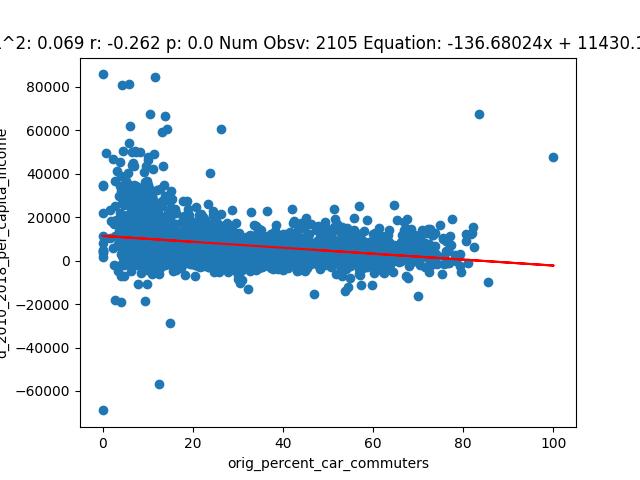 ^2: 0.069 r: -0.262 p: 0.0 Num Obsv: 2105 Equation: -136.68024x + 11430.1
80000
60000
40000
20000
0
−20000
−40000
−60000
d_2010_2018_per_capita_income
0 20 40 60 80 100
orig_percent_car_commuters